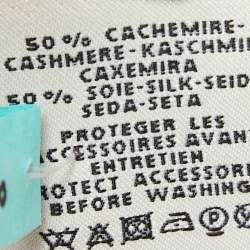 50 % CACHEMIRE-
CASHMERE-KASCHMI
CAXEMIRA
50 % SOIE-SILK-SEID
SEDA-SETA
PROTEGER LES
ACCESSOIRES AVAN
ENTRETIEN
PROTECT ACCESSOR
BEFORE WASHING